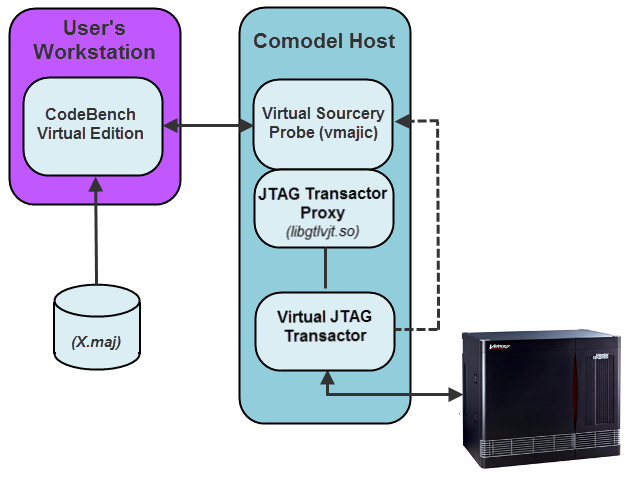 User's
Workstation
CodeBench
Virtual Edition
(X.maj)
Comodel Host
Virtual Sourcery
Probe (vmajic)
JTAG Transactor
Proxy
(libgtlvjt.so)
Virtual JTAG
Transactor